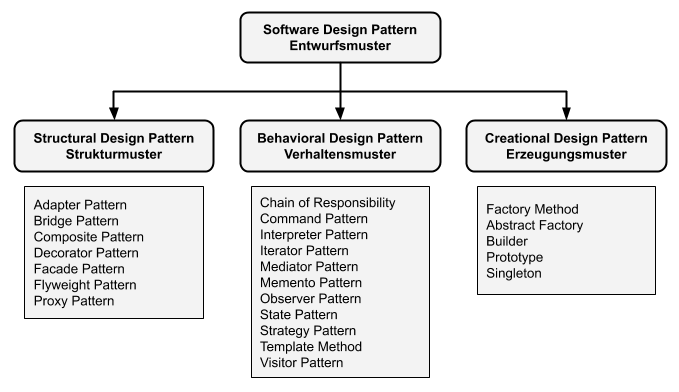 Software Design Pattern
Entwurfsmuster
Structural Design Pattern
Strukturmuster
Behavioral Design Pattern
Verhaltensmuster
Creational Design Pattern
Erzeugungsmuster
Adapter Pattern
Bridge Pattern
Composite Pattern
Decorator Pattern
Facade Pattern
Flyweight Pattern
Proxy Pattern
Chain of Responsibility
Command Pattern
Interpreter Pattern
Iterator Pattern
Mediator Pattern
Memento Pattern
Observer Pattern
State Pattern
Strategy Pattern
Template Method
Visitor Pattern
Factory Method
Abstract Factory
Builder
Prototype
Singleton